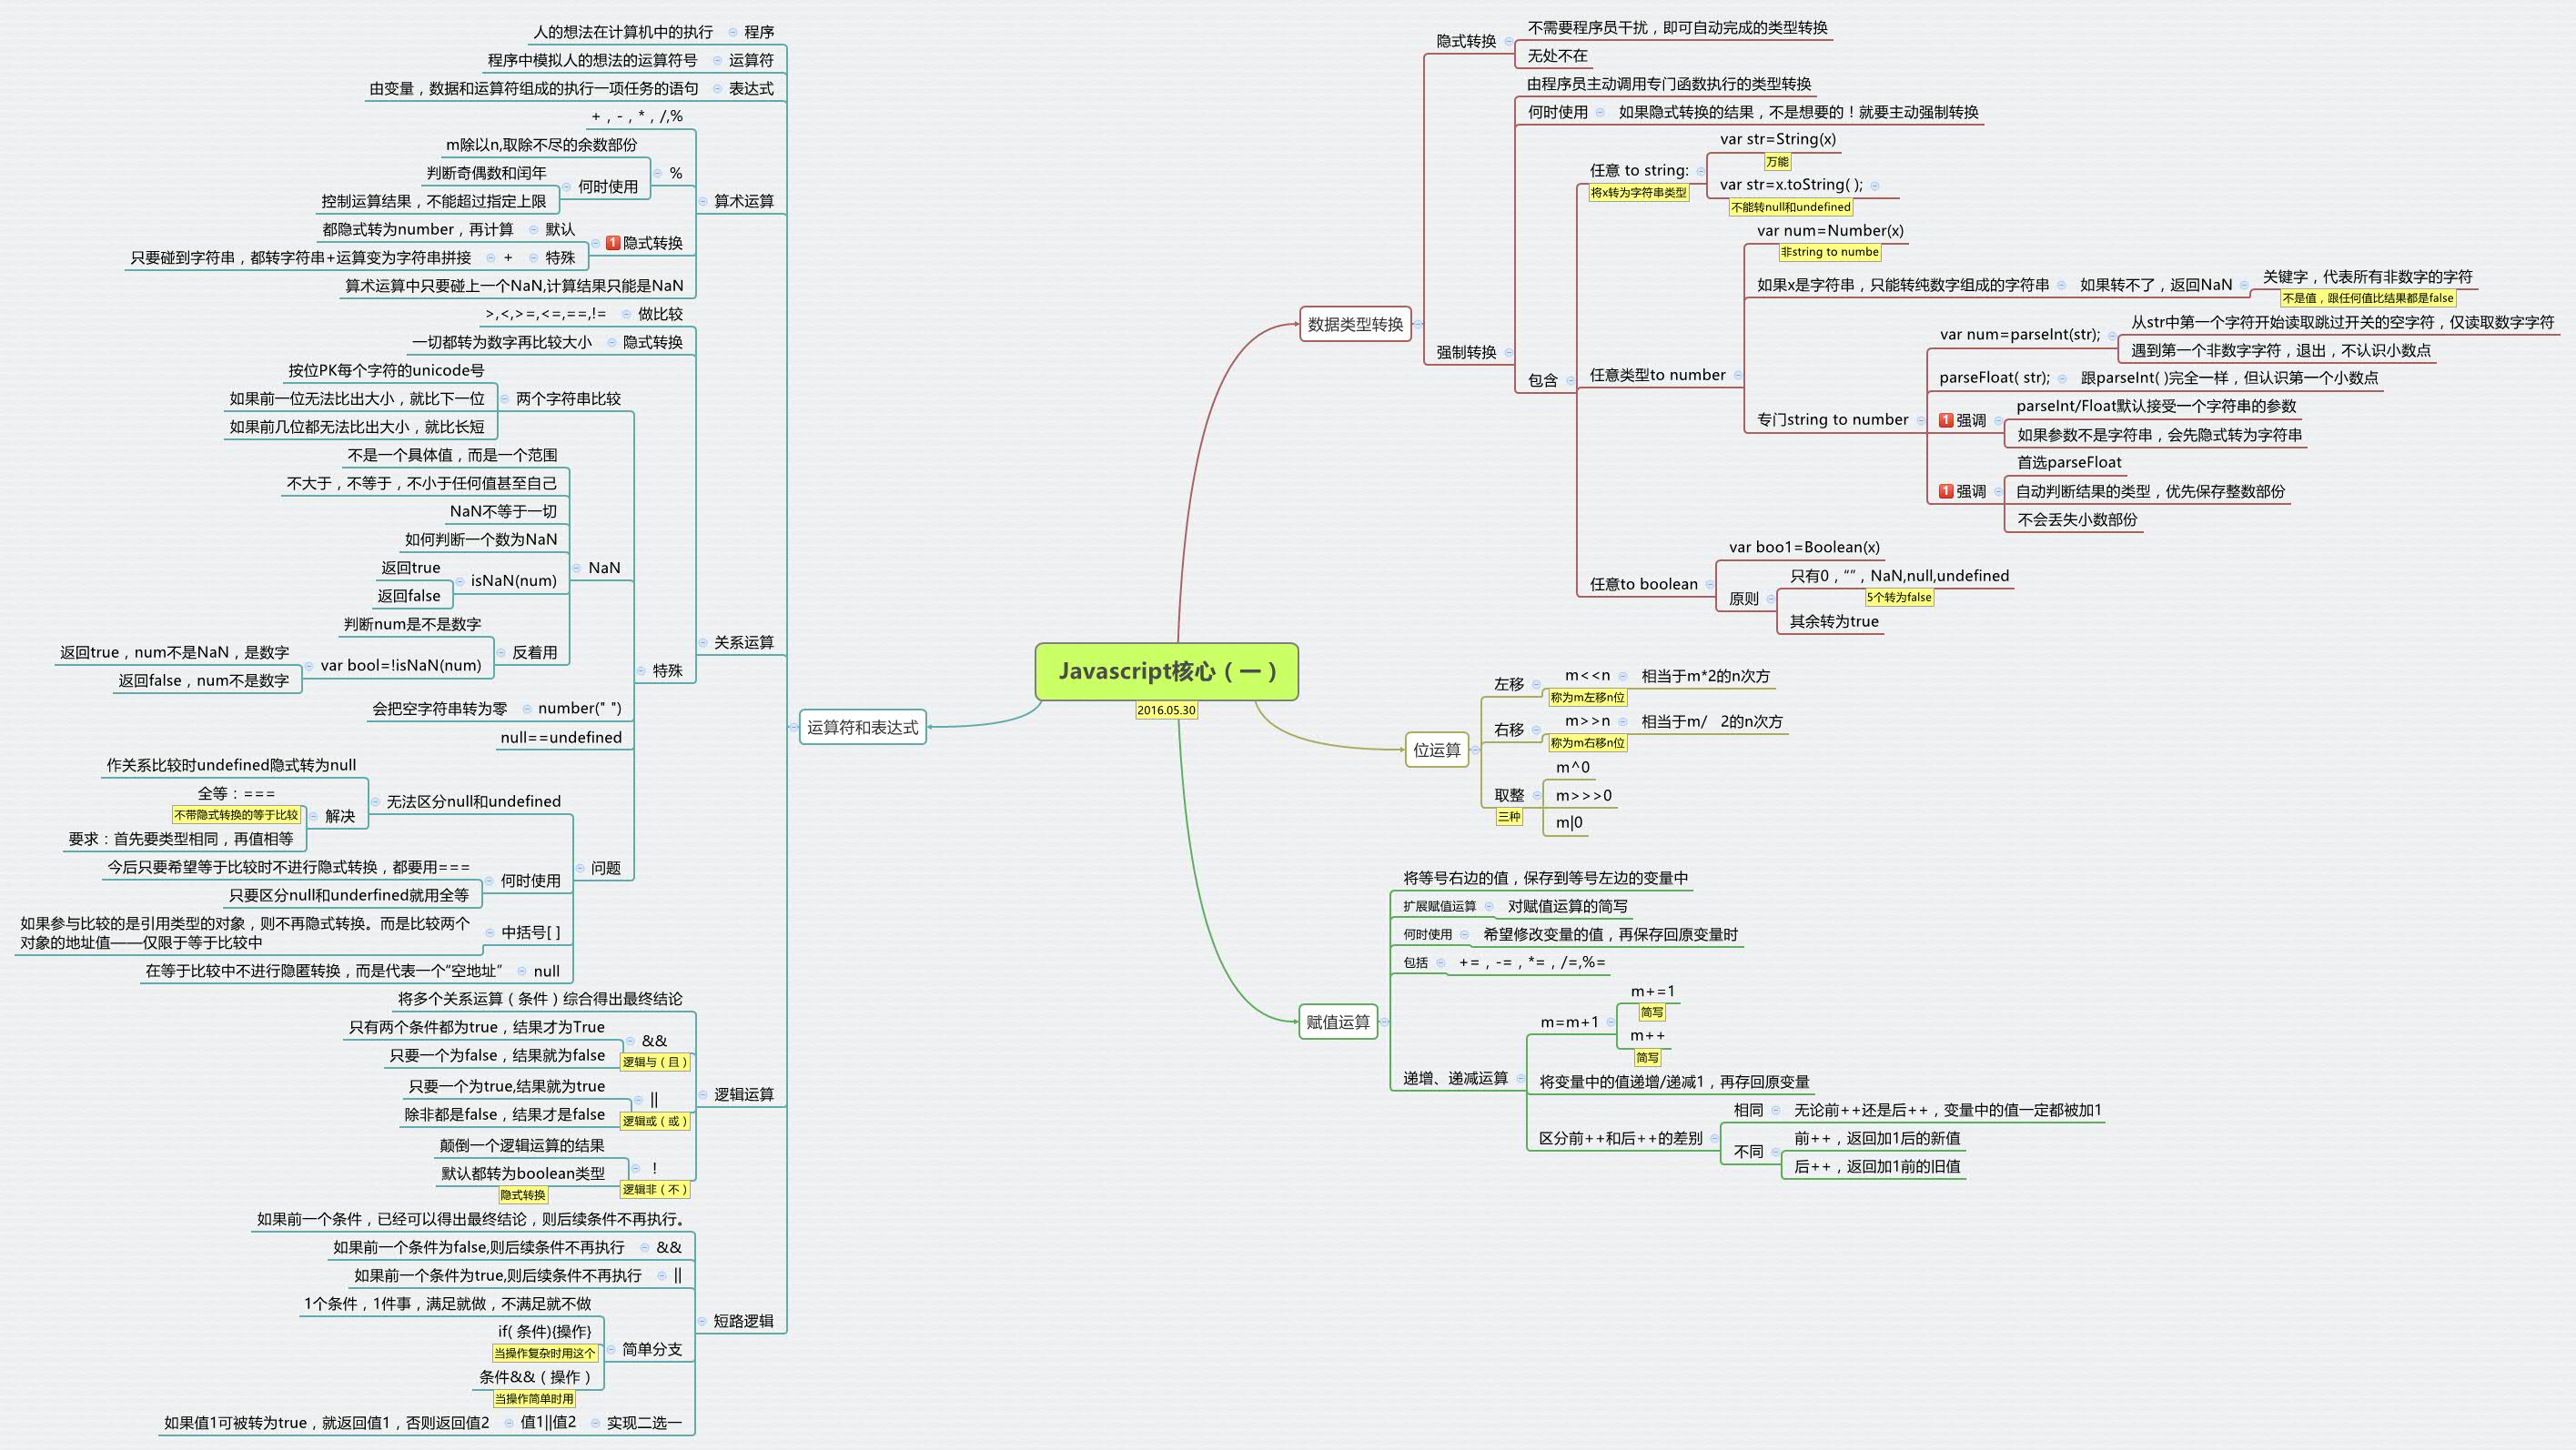 Javascript核心（一）
2016.05.30
数据类型转换
隐式转换
不需要程序员干扰，即可自动完成的类型转换
无处不在
强制转换
由程序员主动调用专门函数执行的类型转换
何时使用
如果隐式转换的结果，不是想要的！就要主动强制转换
包含
任意 to string:
将x转为字符串类型
var str=String(x)
万能
var str=x.toString( );
不能转null和undefined
任意类型to number
var num=Number(x)
非string to numbe
如果x是字符串，只能转纯数字组成的字符串
如果转不了，返回NaN
关键字，代表所有非数字的字符
不是值，跟任何值比结果都是false
专门string to number
var num=parseInt(str);
从str中第一个字符开始读取跳过开关的空字符，仅读取数字字符
遇到第一个非数字字符，退出，不认识小数点
parseFloat( str);
跟parseInt( )完全一样，但认识第一个小数点
1 强调
parseInt/Float默认接受一个字符串的参数
如果参数不是字符串，会先隐式转为字符串
1 强调
首选parseFloat
自动判断结果的类型，优先保存整数部份
不会丢失小数部份
任意to boolean
var boo1=Boolean(x)
原则
只有0，“”，NaN,null,undefined
5个转为false
其余转为true
位运算
左移
m<<n
称为m左移n位
相当于m*2的n次方
右移
m>>n
称为m右移n位
相当于m/   2的n次方
取整
三种
m^0
m>>>0
m|0
赋值运算
将等号右边的值，保存到等号左边的变量中
扩展赋值运算
对赋值运算的简写
何时使用
希望修改变量的值，再保存回原变量时
包括
+=，-=，*=，/=,%=
递增、递减运算
m=m+1
m+=1
简写
m++
简写
将变量中的值递增/递减1，再存回原变量
区分前++和后++的差别
相同
无论前++还是后++，变量中的值一定都被加1
不同
前++，返回加1后的新值
后++，返回加1前的旧值
运算符和表达式
程序
人的想法在计算机中的执行
运算符
程序中模拟人的想法的运算符号
表达式
由变量，数据和运算符组成的执行一项任务的语句
算术运算
+，-，*，/,%
%
m除以n,取除不尽的余数部份
何时使用
判断奇偶数和闰年
控制运算结果，不能超过指定上限
1 隐式转换
默认
都隐式转为number，再计算
特殊
+
只要碰到字符串，都转字符串+运算变为字符串拼接
算术运算中只要碰上一个NaN,计算结果只能是NaN
关系运算
做比较
>,<,>=,<=,==,!=
隐式转换
一切都转为数字再比较大小
特殊
两个字符串比较
按位PK每个字符的unicode号
如果前一位无法比出大小，就比下一位
如果前几位都无法比出大小，就比长短
NaN
不是一个具体值，而是一个范围
不大于，不等于，不小于任何值甚至自己
NaN不等于一切
如何判断一个数为NaN
isNaN(num)
返回true
返回false
反着用
判断num是不是数字
var bool=!isNaN(num)
返回true，num不是NaN，是数字
返回false，num不是数字
number(" ")
会把空字符串转为零
null==undefined
问题
无法区分null和undefined
作关系比较时undefined隐式转为null
解决
全等：===
不带隐式转换的等于比较
要求：首先要类型相同，再值相等
何时使用
今后只要希望等于比较时不进行隐式转换，都要用===
只要区分null和underfined就用全等
中括号[ ]
如果参与比较的是引用类型的对象，则不再隐式转换。而是比较两个
对象的地址值——仅限于等于比较中
null
在等于比较中不进行隐匿转换，而是代表一个“空地址”
逻辑运算
将多个关系运算（条件）综合得出最终结论
&&
逻辑与（且）
只有两个条件都为true，结果才为True
只要一个为false，结果就为false
||
逻辑或（或）
只要一个为true,结果就为true
除非都是false，结果才是false
！
逻辑非（不）
颠倒一个逻辑运算的结果
默认都转为boolean类型
隐式转换
短路逻辑
如果前一个条件，已经可以得出最终结论，则后续条件不再执行。
&&
如果前一个条件为false,则后续条件不再执行
||
如果前一个条件为true,则后续条件不再执行
简单分支
1个条件，1件事，满足就做，不满足就不做
if( 条件){操作}
当操作复杂时用这个
条件&&（操作）
当操作简单时用
实现二选一
值1||值2
如果值1可被转为true，就返回值1，否则返回值2